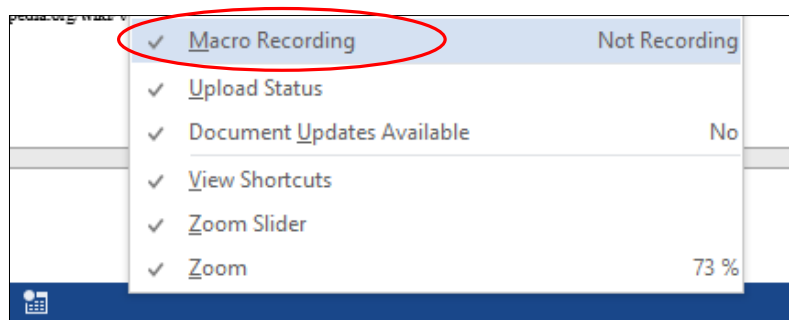 Macro Recording Not Recording
Upload Status
Document Updates Available No
View Shortcuts
Zoom Slider
Zoom 73 %